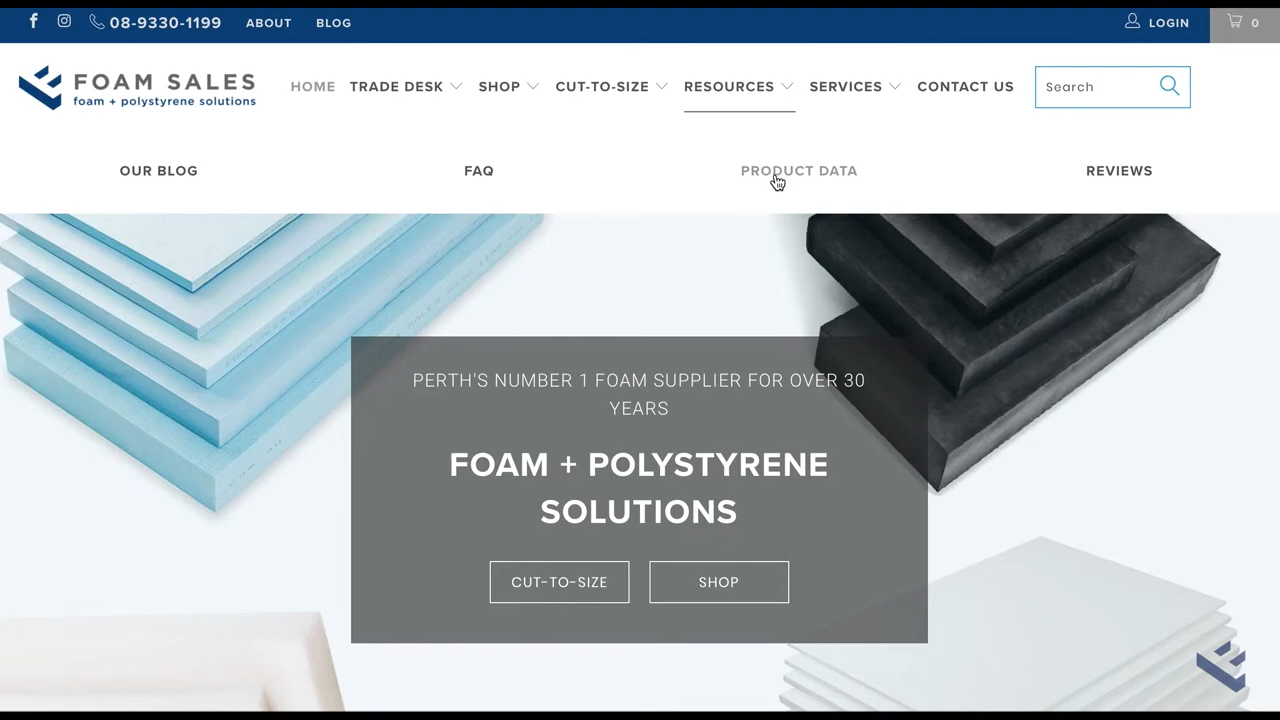 08-9330-1199 ABOUT BLOG LOGIN 0
FOAM SALES
foam + polystyrene solutions
HOME TRADE DESK SHOP CUT-TO-SIZE RESOURCES SERVICES CONTACT US Search
OUR BLOG FAQ PRODUCT DATA REVIEWS
PERTH'S NUMBER 1 FOAM SUPPLIER FOR OVER 30
YEARS
FOAM + POLYSTYRENE
SOLUTIONS
CUT-TO-SIZE SHOP